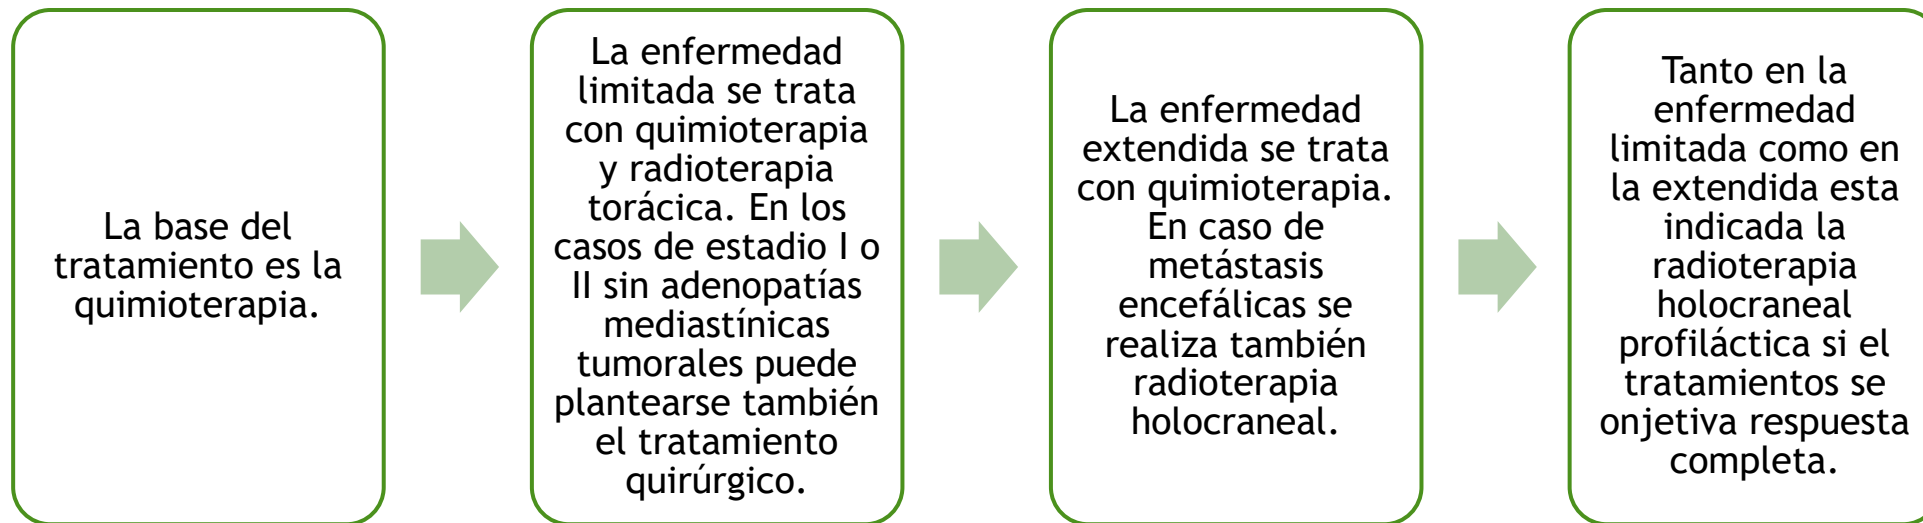 La base del
tratamiento es la
quimioterapia.
La enfermedad
limitada se trata
con quimioterapia
y radioterapia
torácica. En los
casos de estadio I o
II sin adenopatías
mediastínicas
tumorales puede
plantearse también
el tratamiento
quirúrgico.
La enfermedad
extendida se trata
con quimioterapia.
En caso de
metástasis
encefálicas se
realiza también
radioterapia
holocraneal.
Tanto en la
enfermedad
limitada como en
la extendida esta
indicada la
radioterapia
holocraneal
profiláctica si el
tratamientos se
onjetiva respuesta
completa.